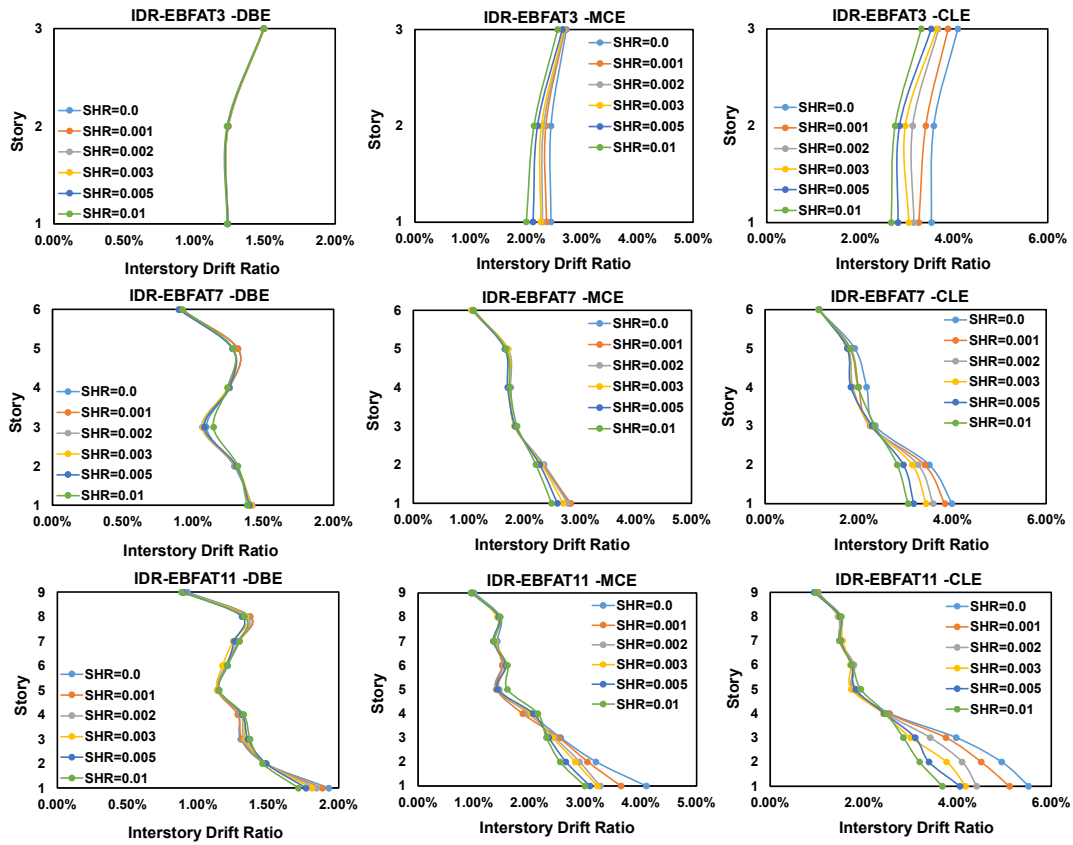 IDR-EBFAT3 -DBE
3
2
1
Story
SHR=0.0
SHR=0.001
SHR=0.002
SHR=0.003
SHR=0.005
SHR=0.01
0.00% 0.50% 1.00% 1.50% 2.00%
Interstory Drift Ratio
IDR-EBFAT3 -MCE
3
2
1
Story
SHR=0.0
SHR=0.001
SHR=0.002
SHR=0.003
SHR=0.005
SHR=0.01
0.00% 1.00% 2.00% 3.00% 4.00% 5.00%
Interstory Drift Ratio
IDR-EBFAT3 -CLE
3
2
1
Story
SHR=0.0
SHR=0.001
SHR=0.002
SHR=0.003
SHR=0.005
SHR=0.01
0.00% 2.00% 4.00% 6.00%
Interstory Drift Ratio
IDR-EBFAT7 -DBE
6
5
4
3
2
1
Story
SHR=0.0
SHR=0.001
SHR=0.002
SHR=0.003
SHR=0.005
SHR=0.01
0.00% 0.50% 1.00% 1.50% 2.00%
Interstory Drift Ratio
IDR-EBFAT7 -MCE
6
5
4
3
2
1
Story
SHR=0.0
SHR=0.001
SHR=0.002
SHR=0.003
SHR=0.005
SHR=0.01
0.00% 1.00% 2.00% 3.00% 4.00% 5.00%
Interstory Drift Ratio
IDR-EBFAT7 -CLE
6
5
4
3
2
1
Story
SHR=0.0
SHR=0.001
SHR=0.002
SHR=0.003
SHR=0.005
SHR=0.01
0.00% 2.00% 4.00% 6.00%
Interstory Drift Ratio
IDR-EBFAT11 -DBE
9
8
7
6
5
4
3
2
1
Story
SHR=0.0
SHR=0.001
SHR=0.002
SHR=0.003
SHR=0.005
SHR=0.01
0.00% 0.50% 1.00% 1.50% 2.00%
Interstory Drift Ratio
IDR-EBFAT11 -MCE
9
8
7
6
5
4
3
2
1
Story
SHR=0.0
SHR=0.001
SHR=0.002
SHR=0.003
SHR=0.005
SHR=0.01
0.00% 1.00% 2.00% 3.00% 4.00% 5.00%
Interstory Drift Ratio
IDR-EBFAT11 -CLE
9
8
7
6
5
4
3
2
1
Story
SHR=0.0
SHR=0.001
SHR=0.002
SHR=0.003
SHR=0.005
SHR=0.01
0.00% 2.00% 4.00% 6.00%
Interstory Drift Ratio